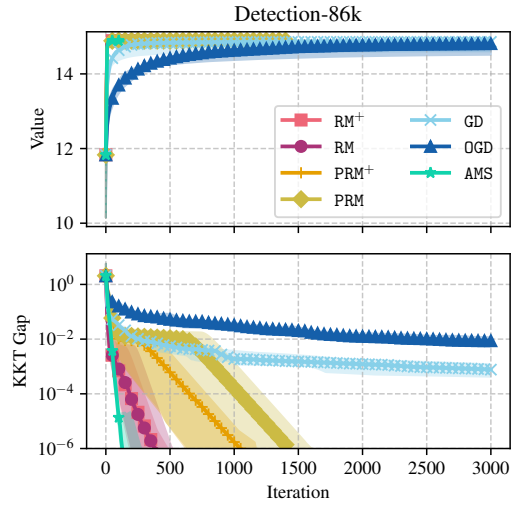 Detection-86k
14
12
10
Value
RM+
RM
PRM+
PRM
GD
OGD
AMS
10^0
10^-2
10^-4
10^-6
KKT Gap
0 500 1000 1500 2000 2500 3000
Iteration